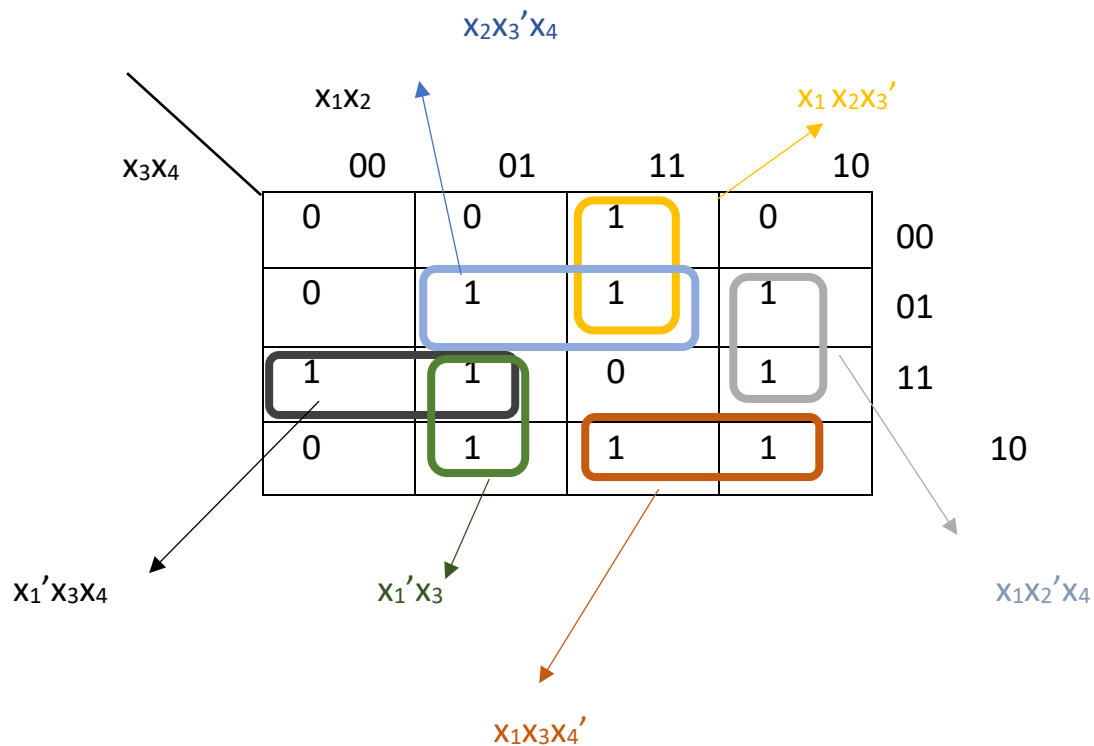 x₂x₃’x₄
x₁x₂
x₁ x₂x₃’
x₃x₄
00 01 11 10
0 0 1 0 00
0 1 1 1 01
1 1 0 1 11
0 1 1 1 10
x₁’x₃x₄ x₁’x₃ x₁x₂’x₄
x₁x₃x₄’